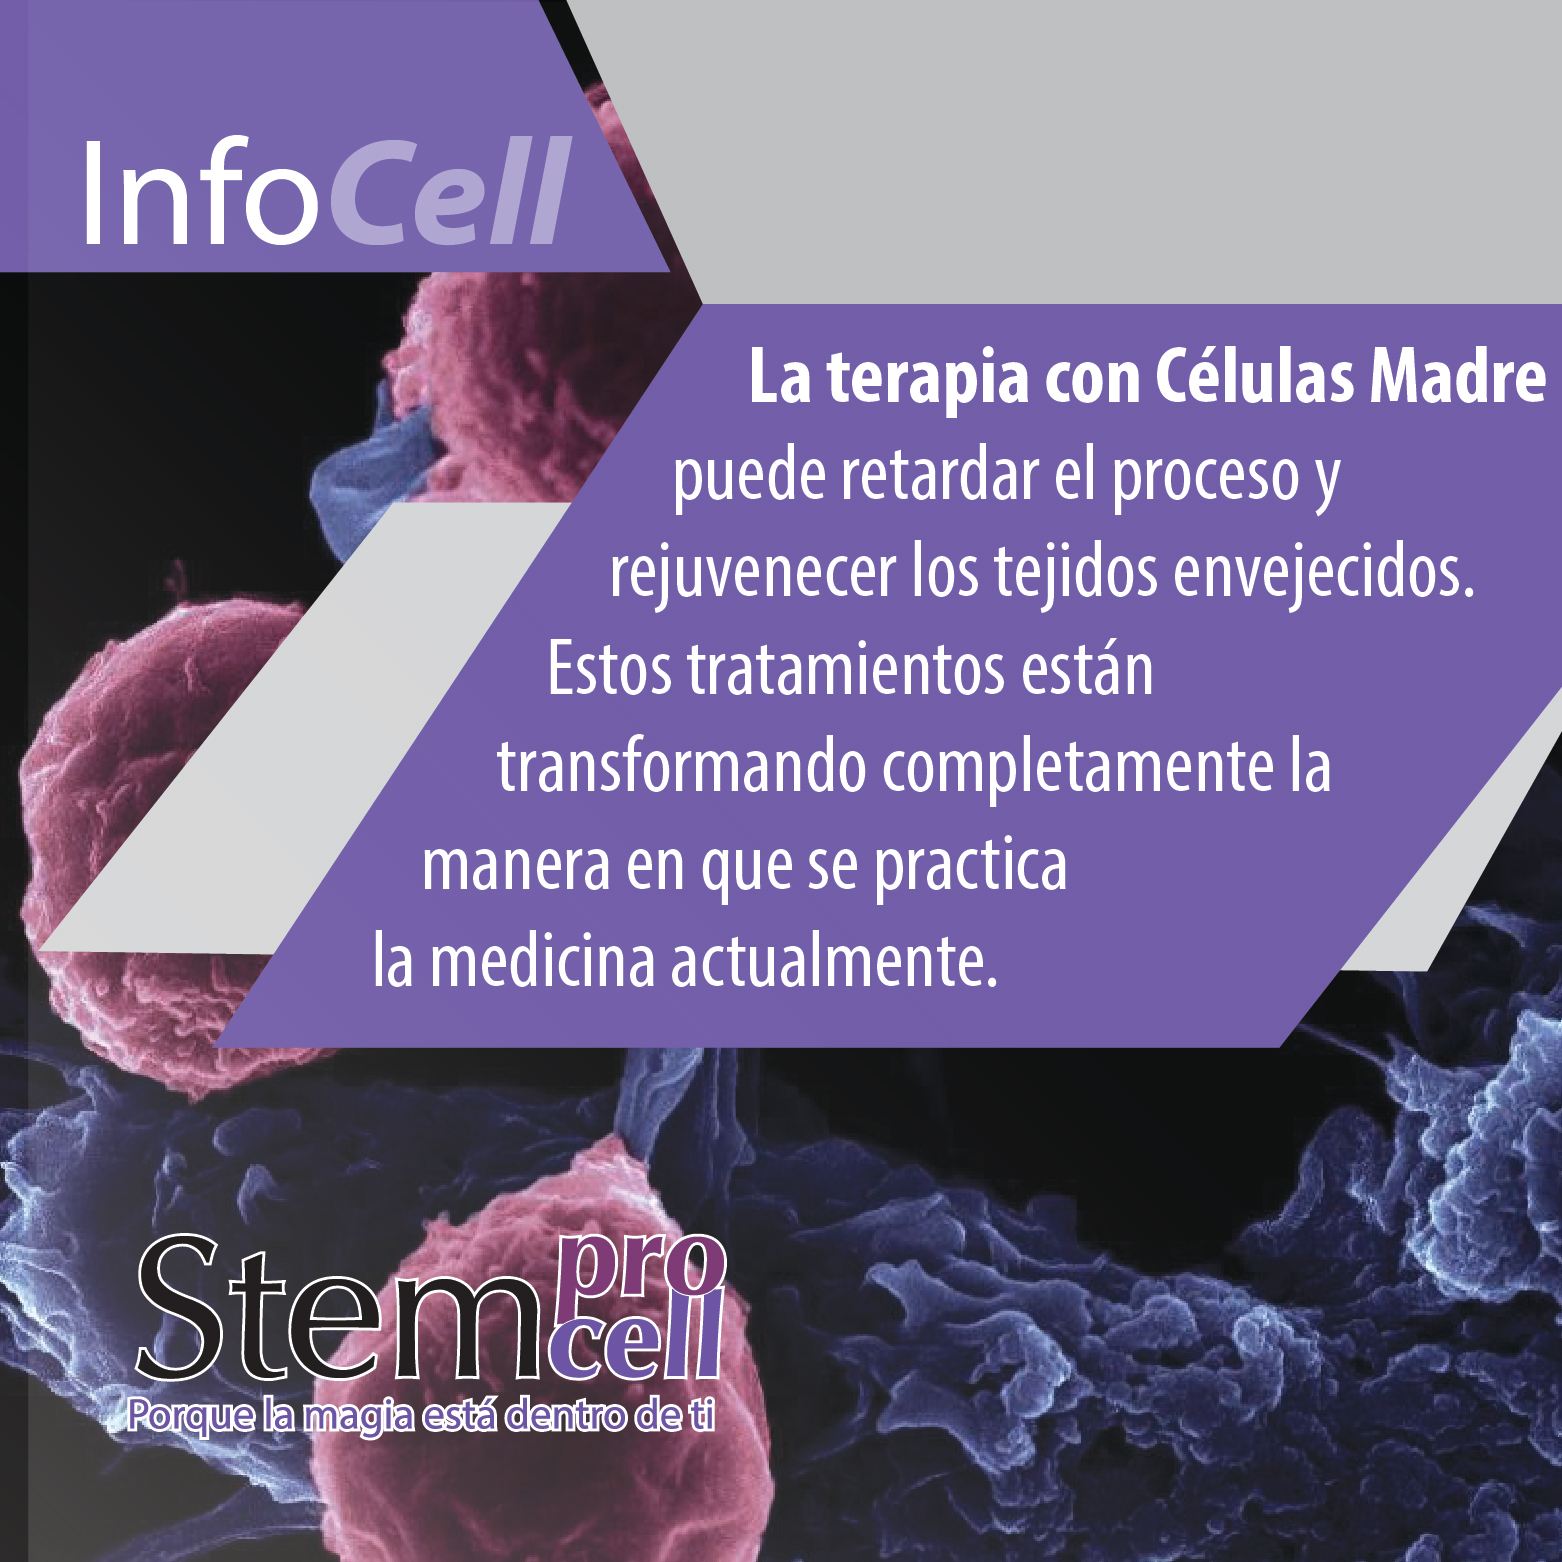 InfoCell
La terapia con Células Madre
puede retardar el proceso y
rejuvenecer los tejidos envejecidos.
Estos tratamientos están
transformando completamente la
manera en que se practica
la medicina actualmente.
Stem pro cell
Porque la magia está dentro de ti